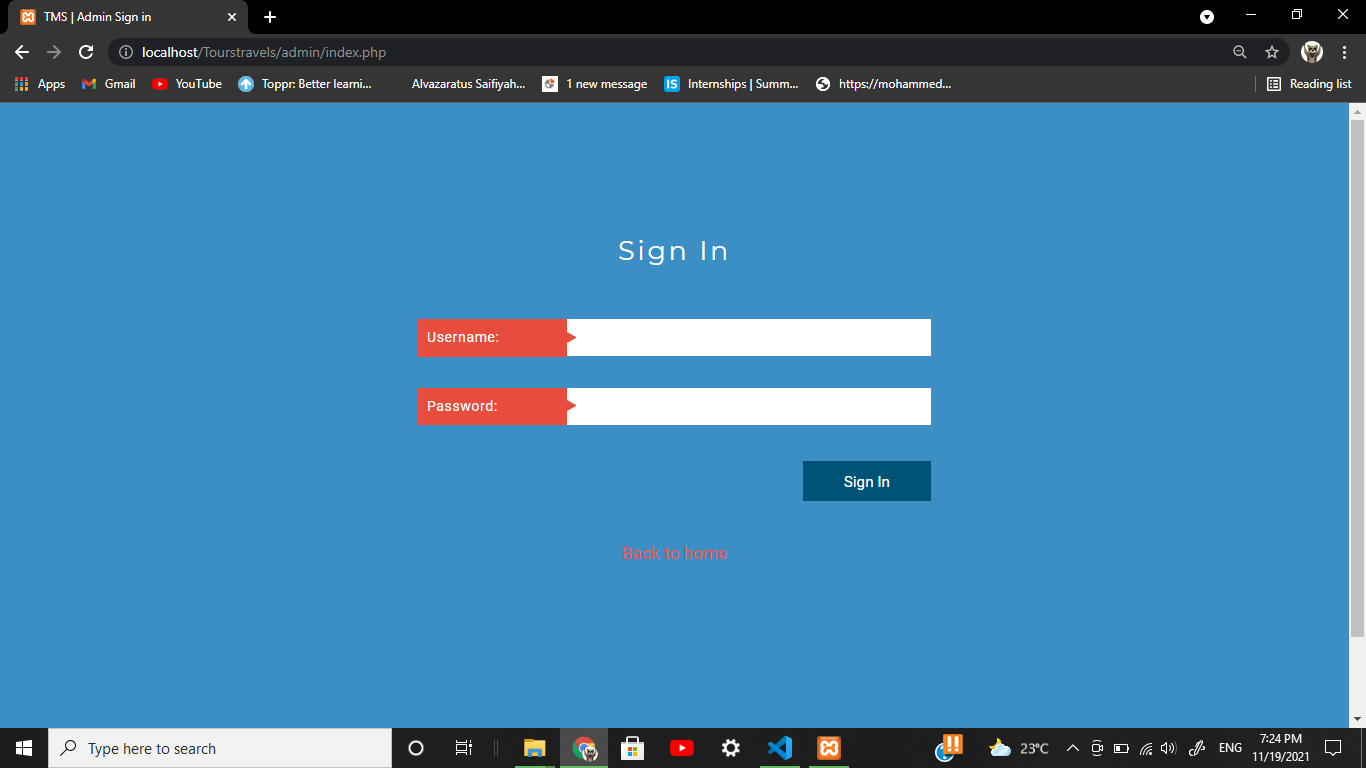 TMS | Admin Sign in
localhost/Tourstravels/admin/index.php
Apps Gmail YouTube Toppr: Better learni... Alvazaratus Saifiyah... 1 new message IS Internships | Summ... https://mohammed... Reading list
Sign In
Username:
Password:
Sign In
Back to home
Type here to search
23°C
ENG
7:24 PM
11/19/2021